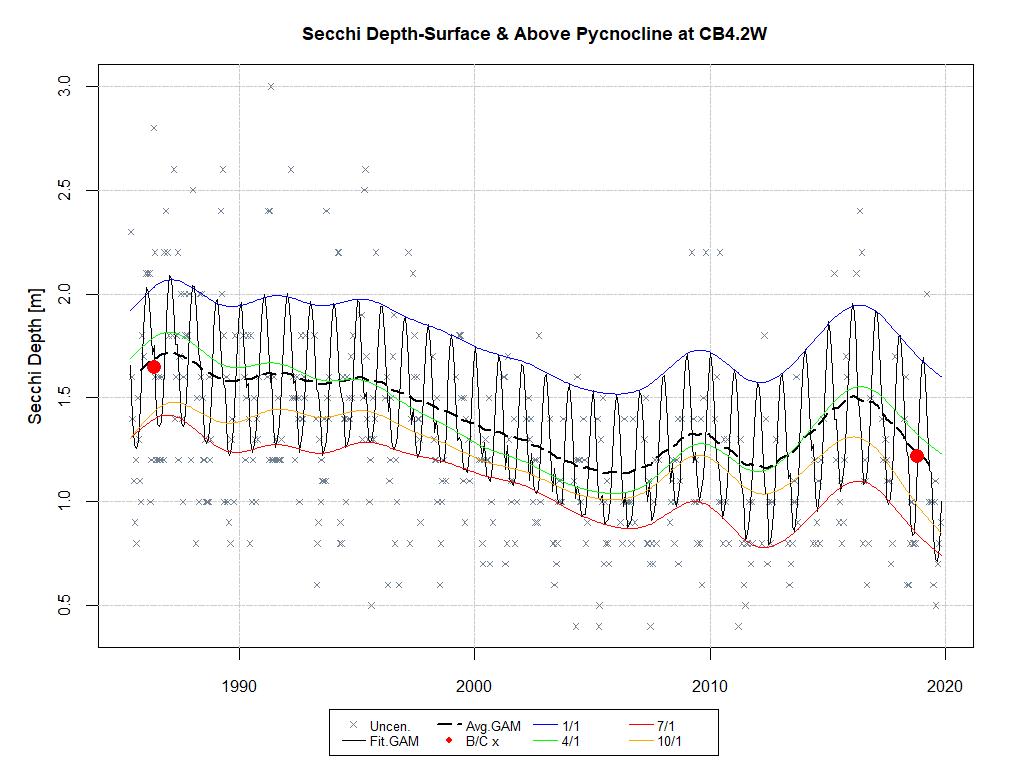 Secchi Depth-Surface & Above Pycnocline at CB4.2W
Secchi Depth [m]
3.0
2.5
2.0
1.5
1.0
0.5
1990 2000 2010 2020
Uncen. Avg.GAM 1/1 7/1
Fit.GAM B/C x 4/1 10/1